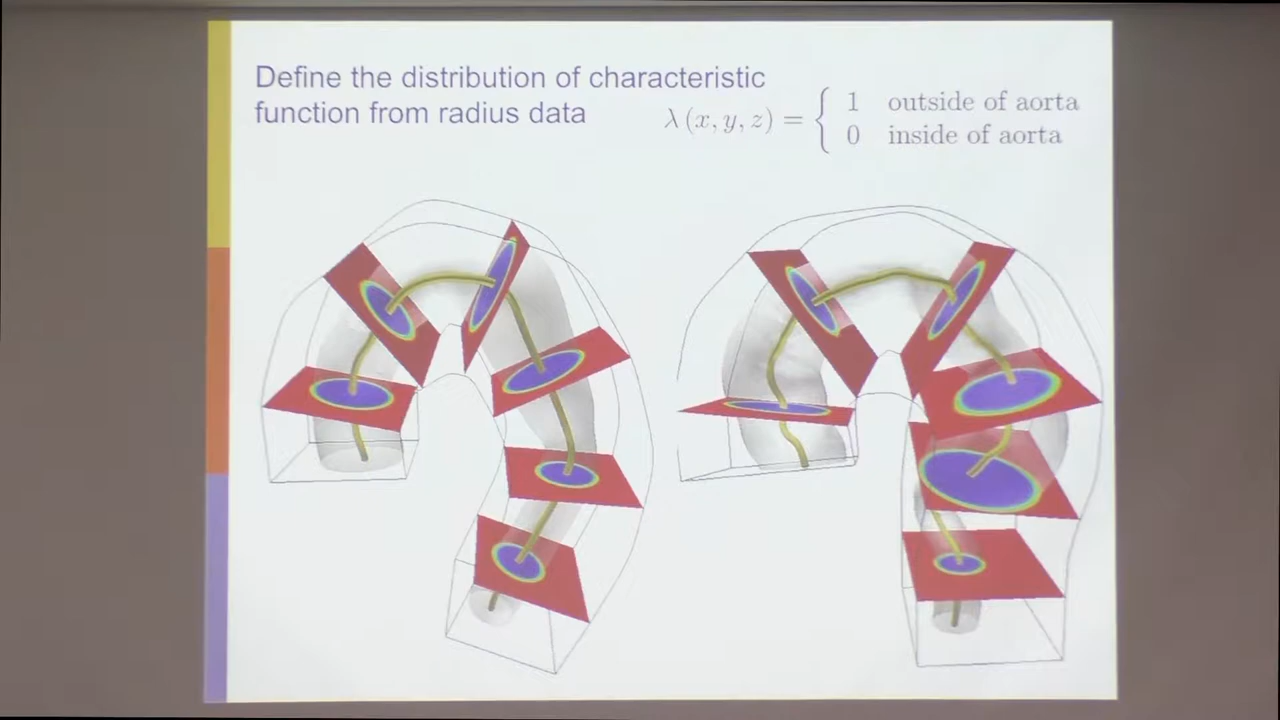 Define the distribution of characteristic
function from radius data
λ (x, y, z) = { 1 outside of aorta
0 inside of aorta